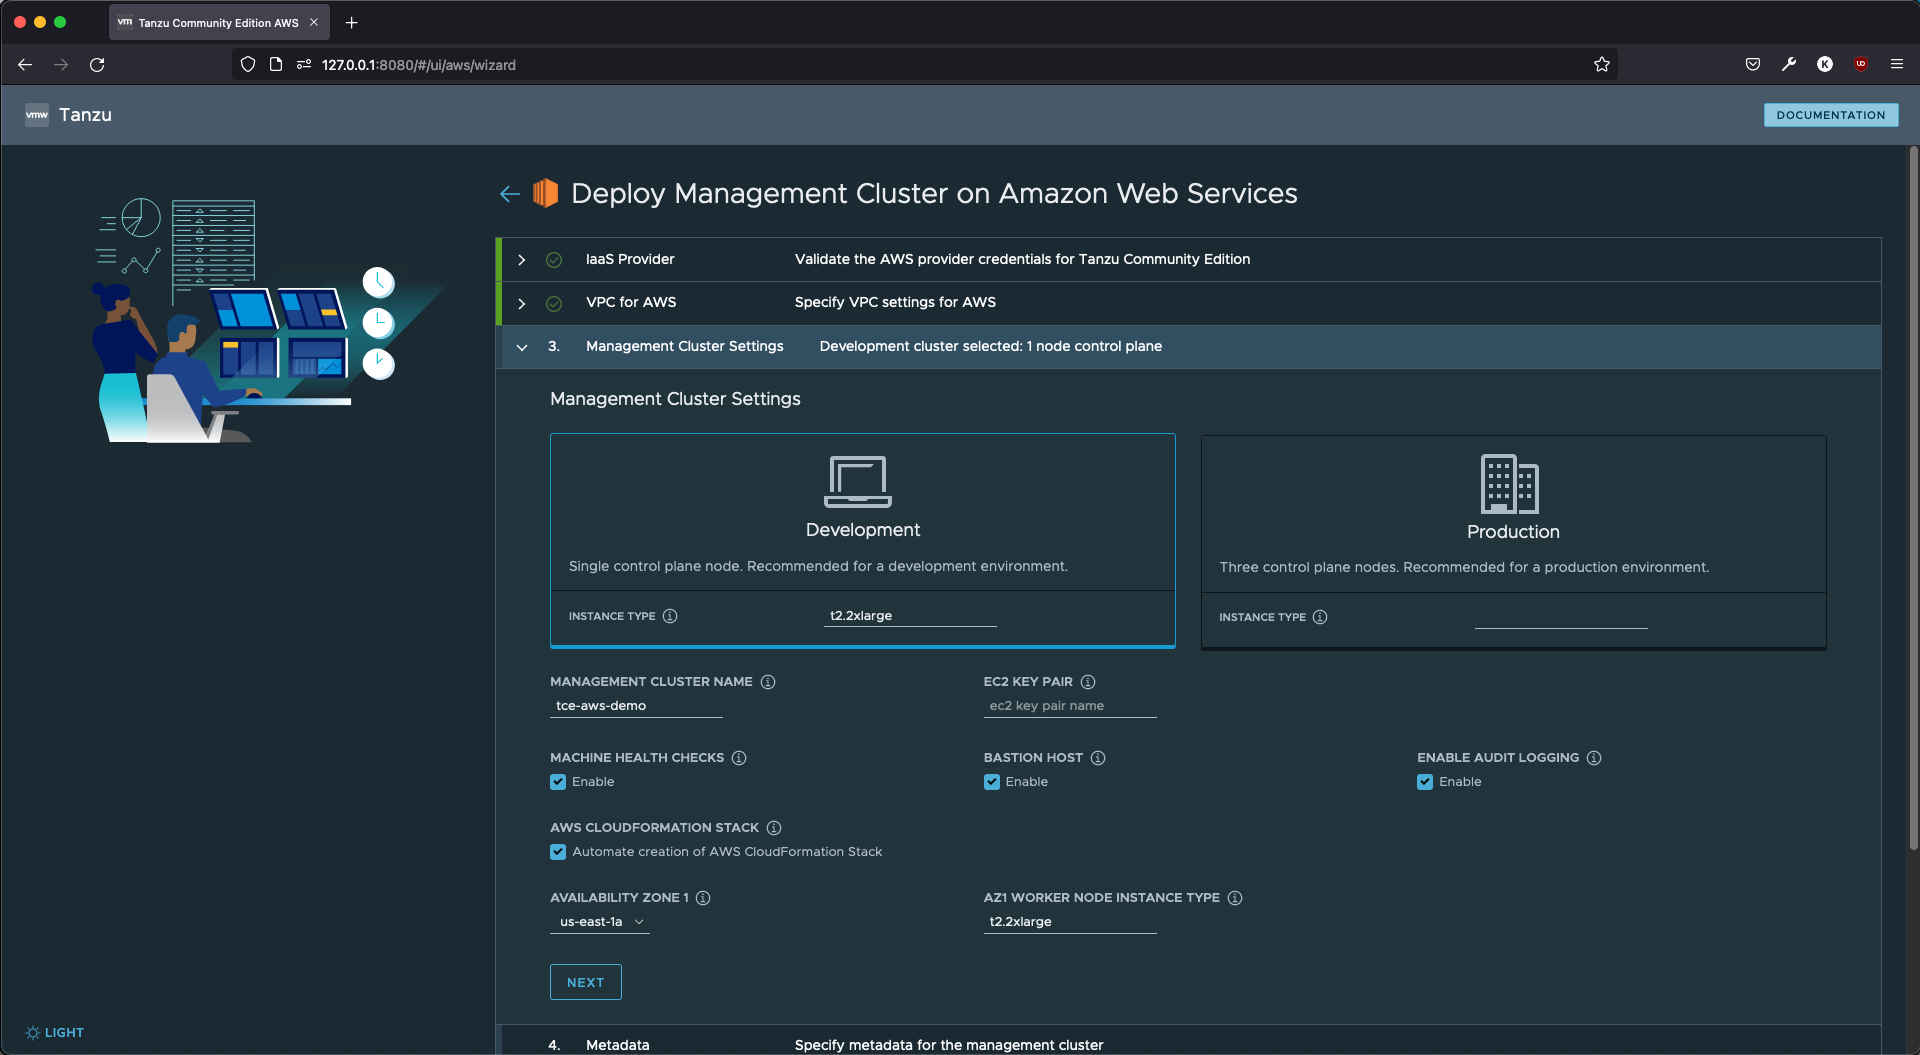 vm Tanzu Community Edition AWS
127.0.0.1:8080/#/ui/aws/wizard
K
vmw Tanzu
DOCUMENTATION
Deploy Management Cluster on Amazon Web Services
IaaS Provider Validate the AWS provider credentials for Tanzu Community Edition
VPC for AWS Specify VPC settings for AWS
3. Management Cluster Settings Development cluster selected: 1 node control plane
Management Cluster Settings
Development
Single control plane node. Recommended for a development environment.
INSTANCE TYPE t2.2xlarge
Production
Three control plane nodes. Recommended for a production environment.
INSTANCE TYPE
MANAGEMENT CLUSTER NAME
tce-aws-demo
EC2 KEY PAIR
ec2 key pair name
MACHINE HEALTH CHECKS
Enable
BASTION HOST
Enable
ENABLE AUDIT LOGGING
Enable
AWS CLOUDFORMATION STACK
Automate creation of AWS CloudFormation Stack
AVAILABILITY ZONE 1
us-east-1a
AZ1 WORKER NODE INSTANCE TYPE
t2.2xlarge
NEXT
LIGHT
4. Metadata Specify metadata for the management cluster